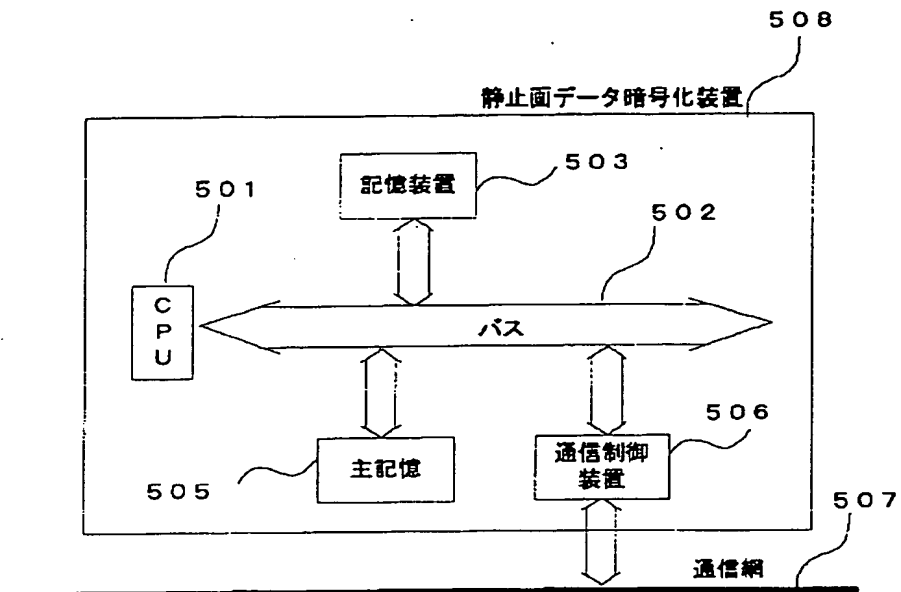 ５０８
静止画データ暗号化装置
５０３
記憶装置
５０１
５０２
CPU
バス
５０６
通信制御
装置
主記憶
５０５
５０７
通信網